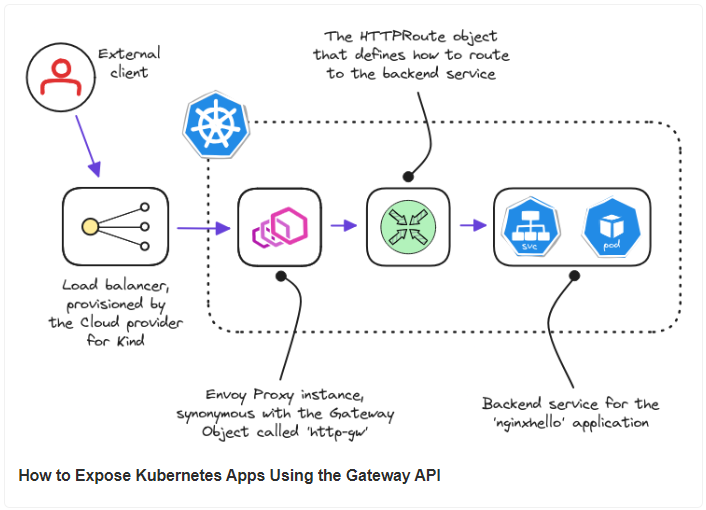 External
client
The HTTPRoute object
that defines how to route
to the backend service
Load balancer,
provisioned by
the Cloud provider
for Kind
svc
pod
Envoy Proxy instance,
synonymous with the Gateway
Object called 'http-gw'
Backend service for the
'nginxhello' application
How to Expose Kubernetes Apps Using the Gateway API